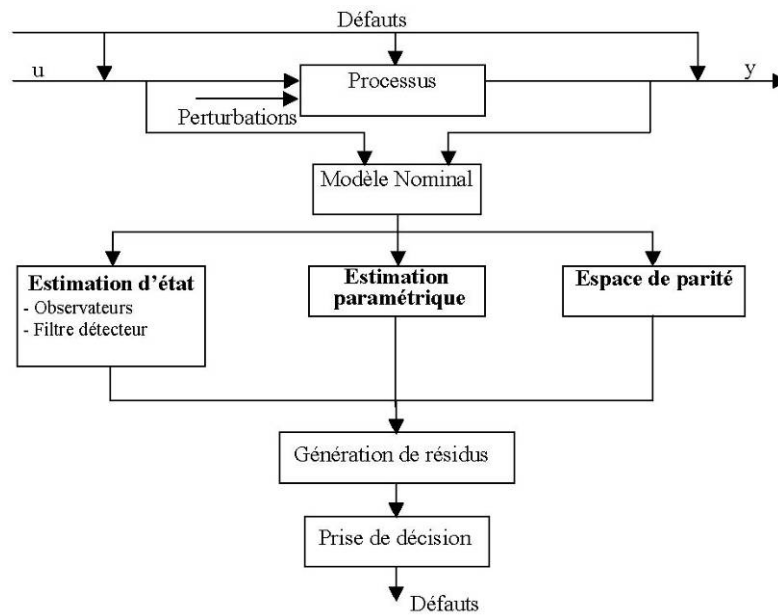 Défauts
u
y
Processus
Perturbations
Modèle Nominal
Estimation d'état
- Observateurs
- Filtre détecteur
Estimation
paramétrique
Espace de parité
Génération de résidus
Prise de décision
Défauts